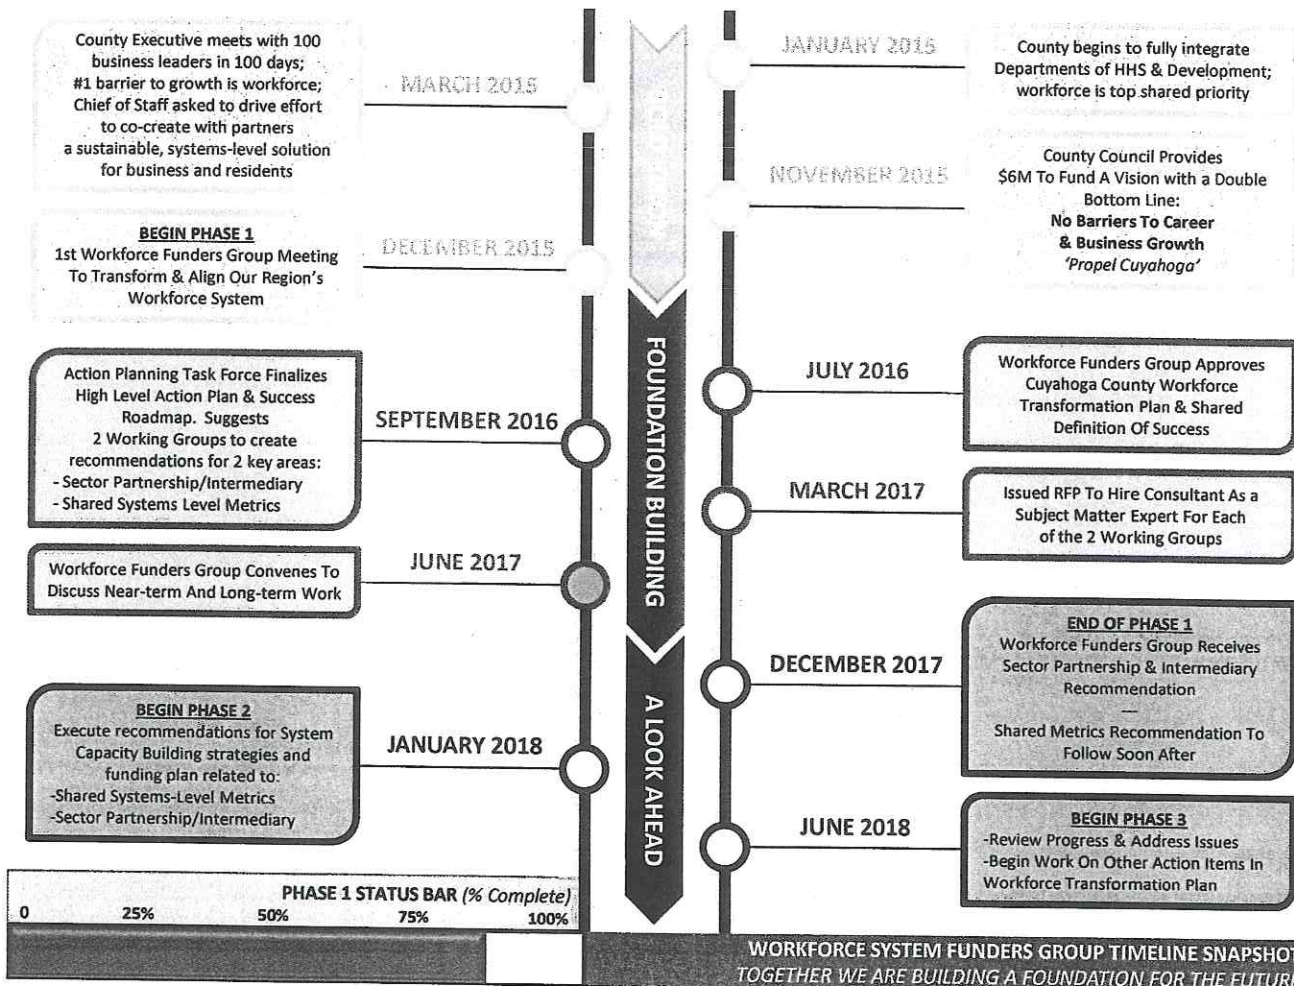 County Executive meets with 100
business leaders in 100 days;
#1 barrier to growth is workforce;
Chief of Staff asked to drive effort
to co-create with partners
a sustainable, systems-level solution
for business and residents
MARCH 2015
JANUARY 2015
County begins to fully integrate
Departments of HHS & Development;
workforce is top shared priority
NOVEMBER 2015
County Council Provides
$6M To Fund A Vision with a Double
Bottom Line:
No Barriers To Career
& Business Growth
‘Propel Cuyahoga’
BEGIN PHASE 1
1st Workforce Funders Group Meeting
To Transform & Align Our Region's
Workforce System
DECEMBER 2015
FOUNDATION BUILDING
JULY 2016
Workforce Funders Group Approves
Cuyahoga County Workforce
Transformation Plan & Shared
Definition Of Success
Action Planning Task Force Finalizes
High Level Action Plan & Success
Roadmap. Suggests
2 Working Groups to create
recommendations for 2 key areas:
- Sector Partnership/Intermediary
- Shared Systems Level Metrics
SEPTEMBER 2016
MARCH 2017
Issued RFP To Hire Consultant As a
Subject Matter Expert For Each
of the 2 Working Groups
Workforce Funders Group Convenes To
Discuss Near-term And Long-term Work
JUNE 2017
A LOOK AHEAD
DECEMBER 2017
END OF PHASE 1
Workforce Funders Group Receives
Sector Partnership & Intermediary
Recommendation
---
Shared Metrics Recommendation To
Follow Soon After
BEGIN PHASE 2
Execute recommendations for System
Capacity Building strategies and
funding plan related to:
-Shared Systems-Level Metrics
-Sector Partnership/Intermediary
JANUARY 2018
JUNE 2018
BEGIN PHASE 3
-Review Progress & Address Issues
-Begin Work On Other Action Items In
Workforce Transformation Plan
PHASE 1 STATUS BAR (% Complete)
0 25% 50% 75% 100%
WORKFORCE SYSTEM FUNDERS GROUP TIMELINE SNAPSHOT
TOGETHER WE ARE BUILDING A FOUNDATION FOR THE FUTURE